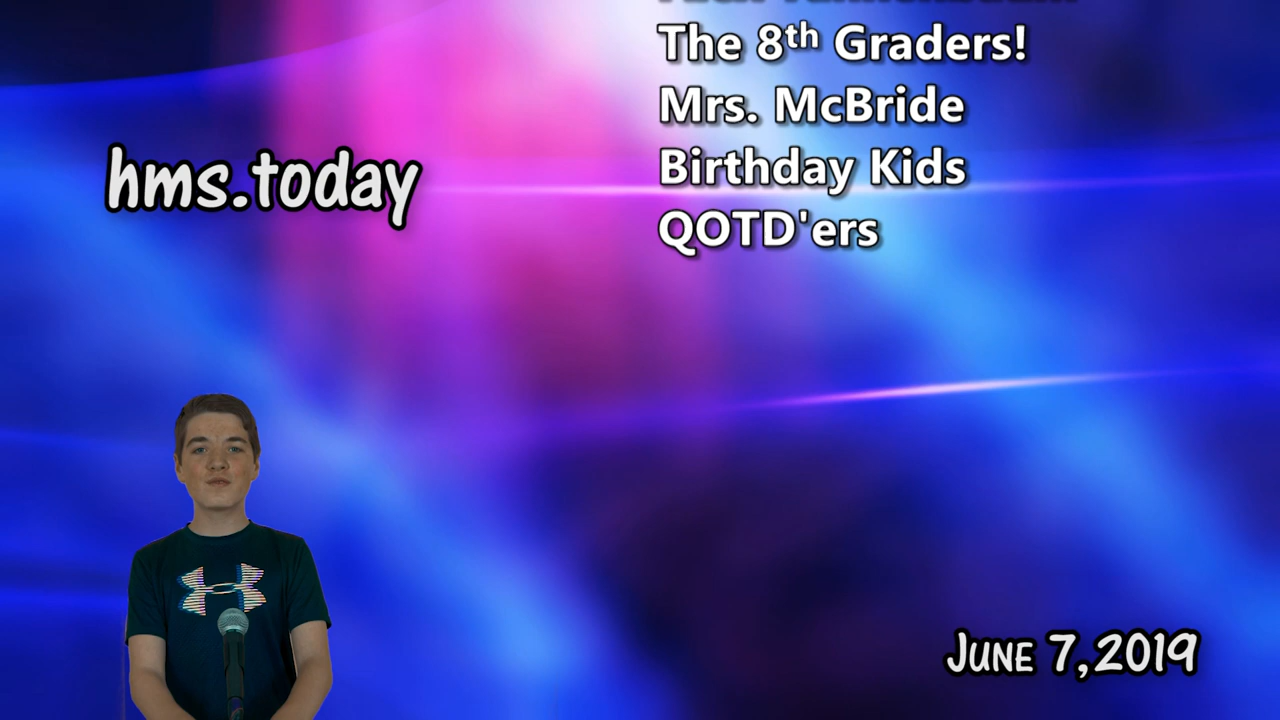 The 8th Graders!
Mrs. McBride
Birthday Kids
QOTD'ers
hms.today
June 7, 2019